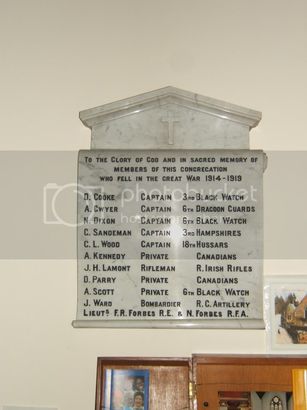 To the Glory of God and in sacred memory of
members of this congregation
who fell in the Great War 1914-1919
D. Cooke Captain 3rd Black Watch
A. Gwyer Captain 6th Dragoon Guards
N. Dixon Captain 6th Black Watch
C. Sandeman Captain 3rd Hampshires
C. L. Wood Captain 18th Hussars
A. Kennedy Private Canadians
J. H. Lamont Rifleman R. Irish Rifles
D. Parry Private Canadians
A. Scott Private 6th Black Watch
J. Ward Bombardier R.G. Artillery
Lieuts F. R. Forbes R.E. & N. Forbes R.F.A.
photobucket